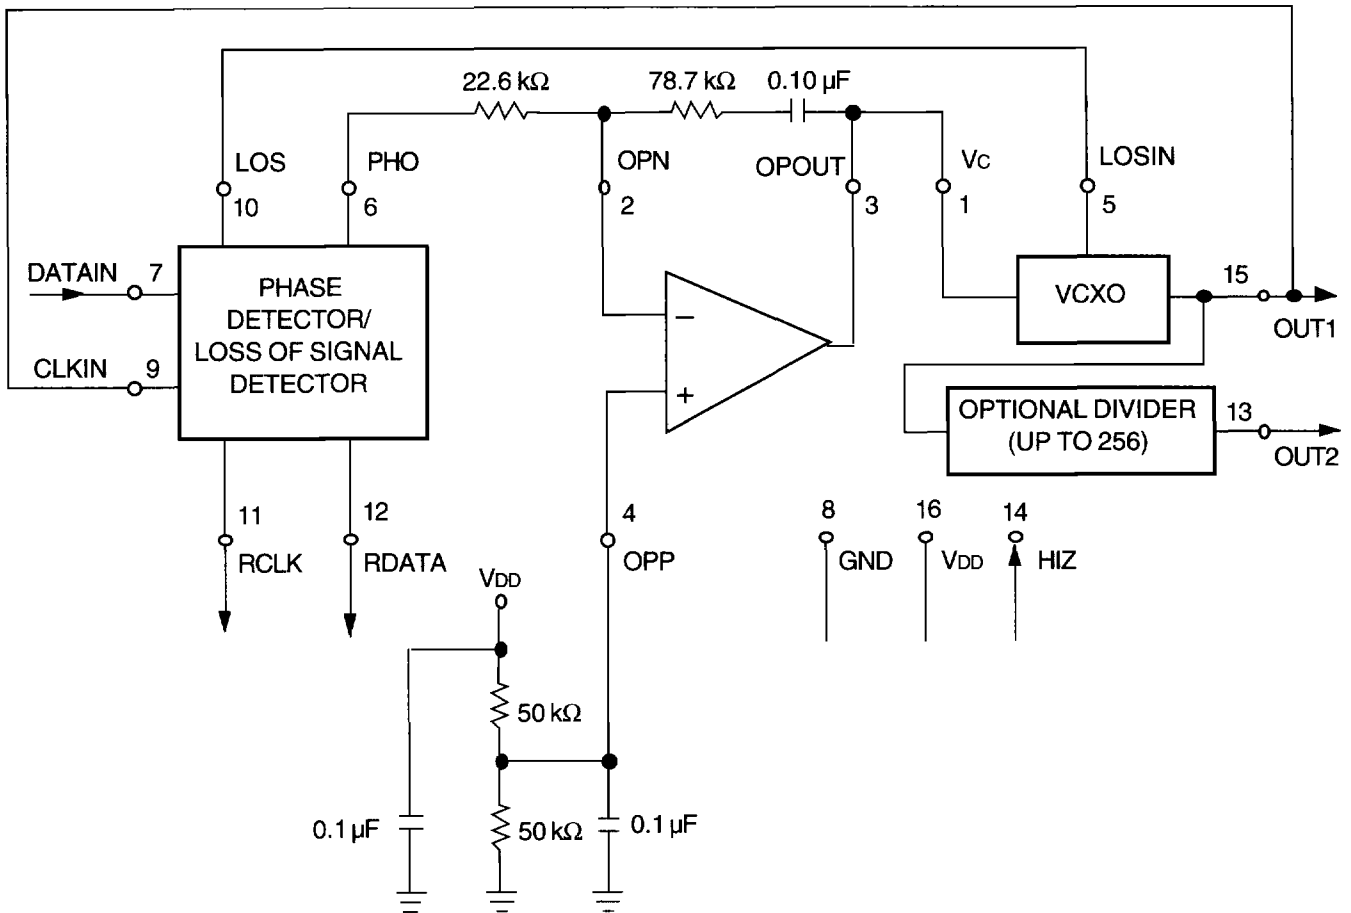 22.6 kΩ
78.7 kΩ
0.10 µF
LOS
PHO
OPN
OPOUT
VC
LOSIN
10
6
2
3
1
5
DATAIN
7
CLKIN
9
PHASE
DETECTOR/
LOSS OF SIGNAL
DETECTOR
−
+
VCXO
15
OUT1
OPTIONAL DIVIDER
(UP TO 256)
13
OUT2
11
RCLK
12
RDATA
4
OPP
8
GND
16
VDD
14
HIZ
VDD
50 kΩ
0.1 µF
50 kΩ
0.1 µF